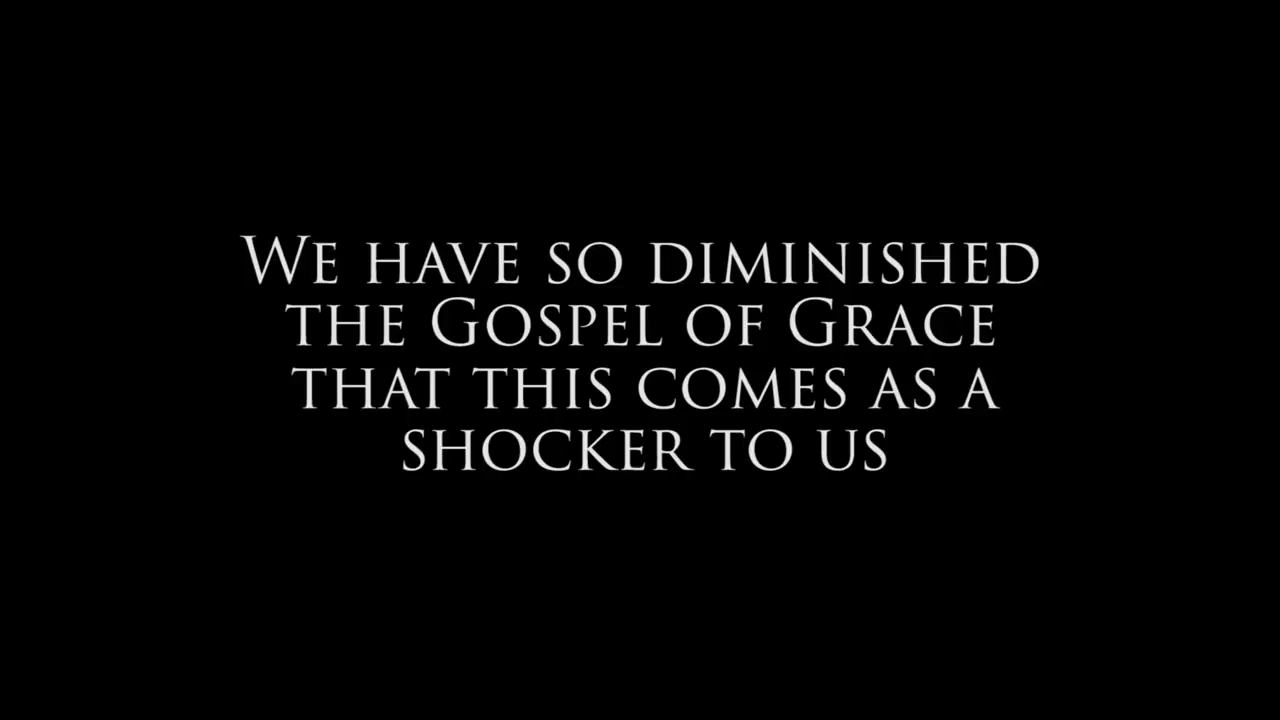 We have so diminished
the Gospel of Grace
that this comes as a
shocker to us